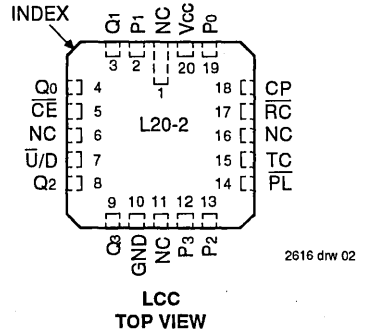 INDEX
Q1 P1 NC VCC P0
3 2 20 19
1
Q0 4 18 CP
CE 5 17 RC
NC 6 L20-2 16 NC
U/D 7 15 TC
Q2 8 14 PL
9 10 11 12 13
Q3 GND NC P3 P2
2616 drw 02
LCC
TOP VIEW